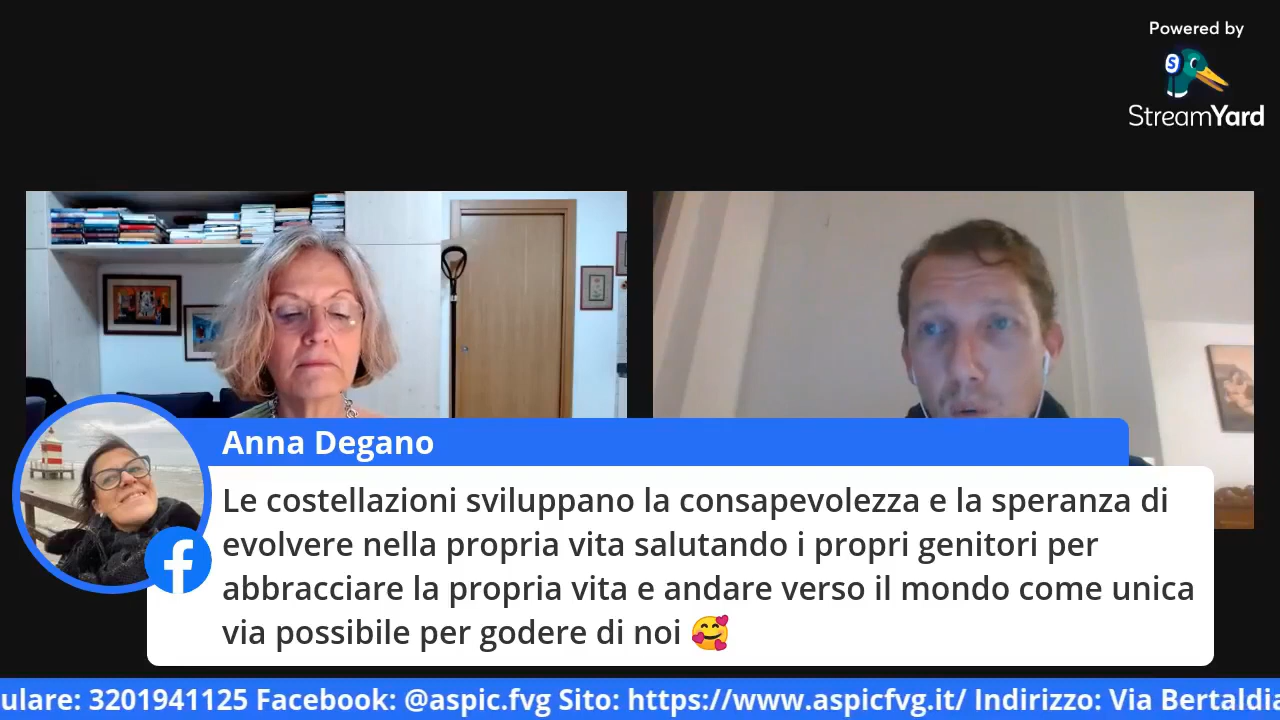 Powered by
StreamYard
Anna Degano
Le costellazioni sviluppano la consapevolezza e la speranza di
evolvere nella propria vita salutando i propri genitori per
abbracciare la propria vita e andare verso il mondo come unica
via possibile per godere di noi 🥰
ulare: 3201941125 Facebook: @aspic.fvg Sito: https://www.aspicfvg.it/ Indirizzo: Via Bertaldia